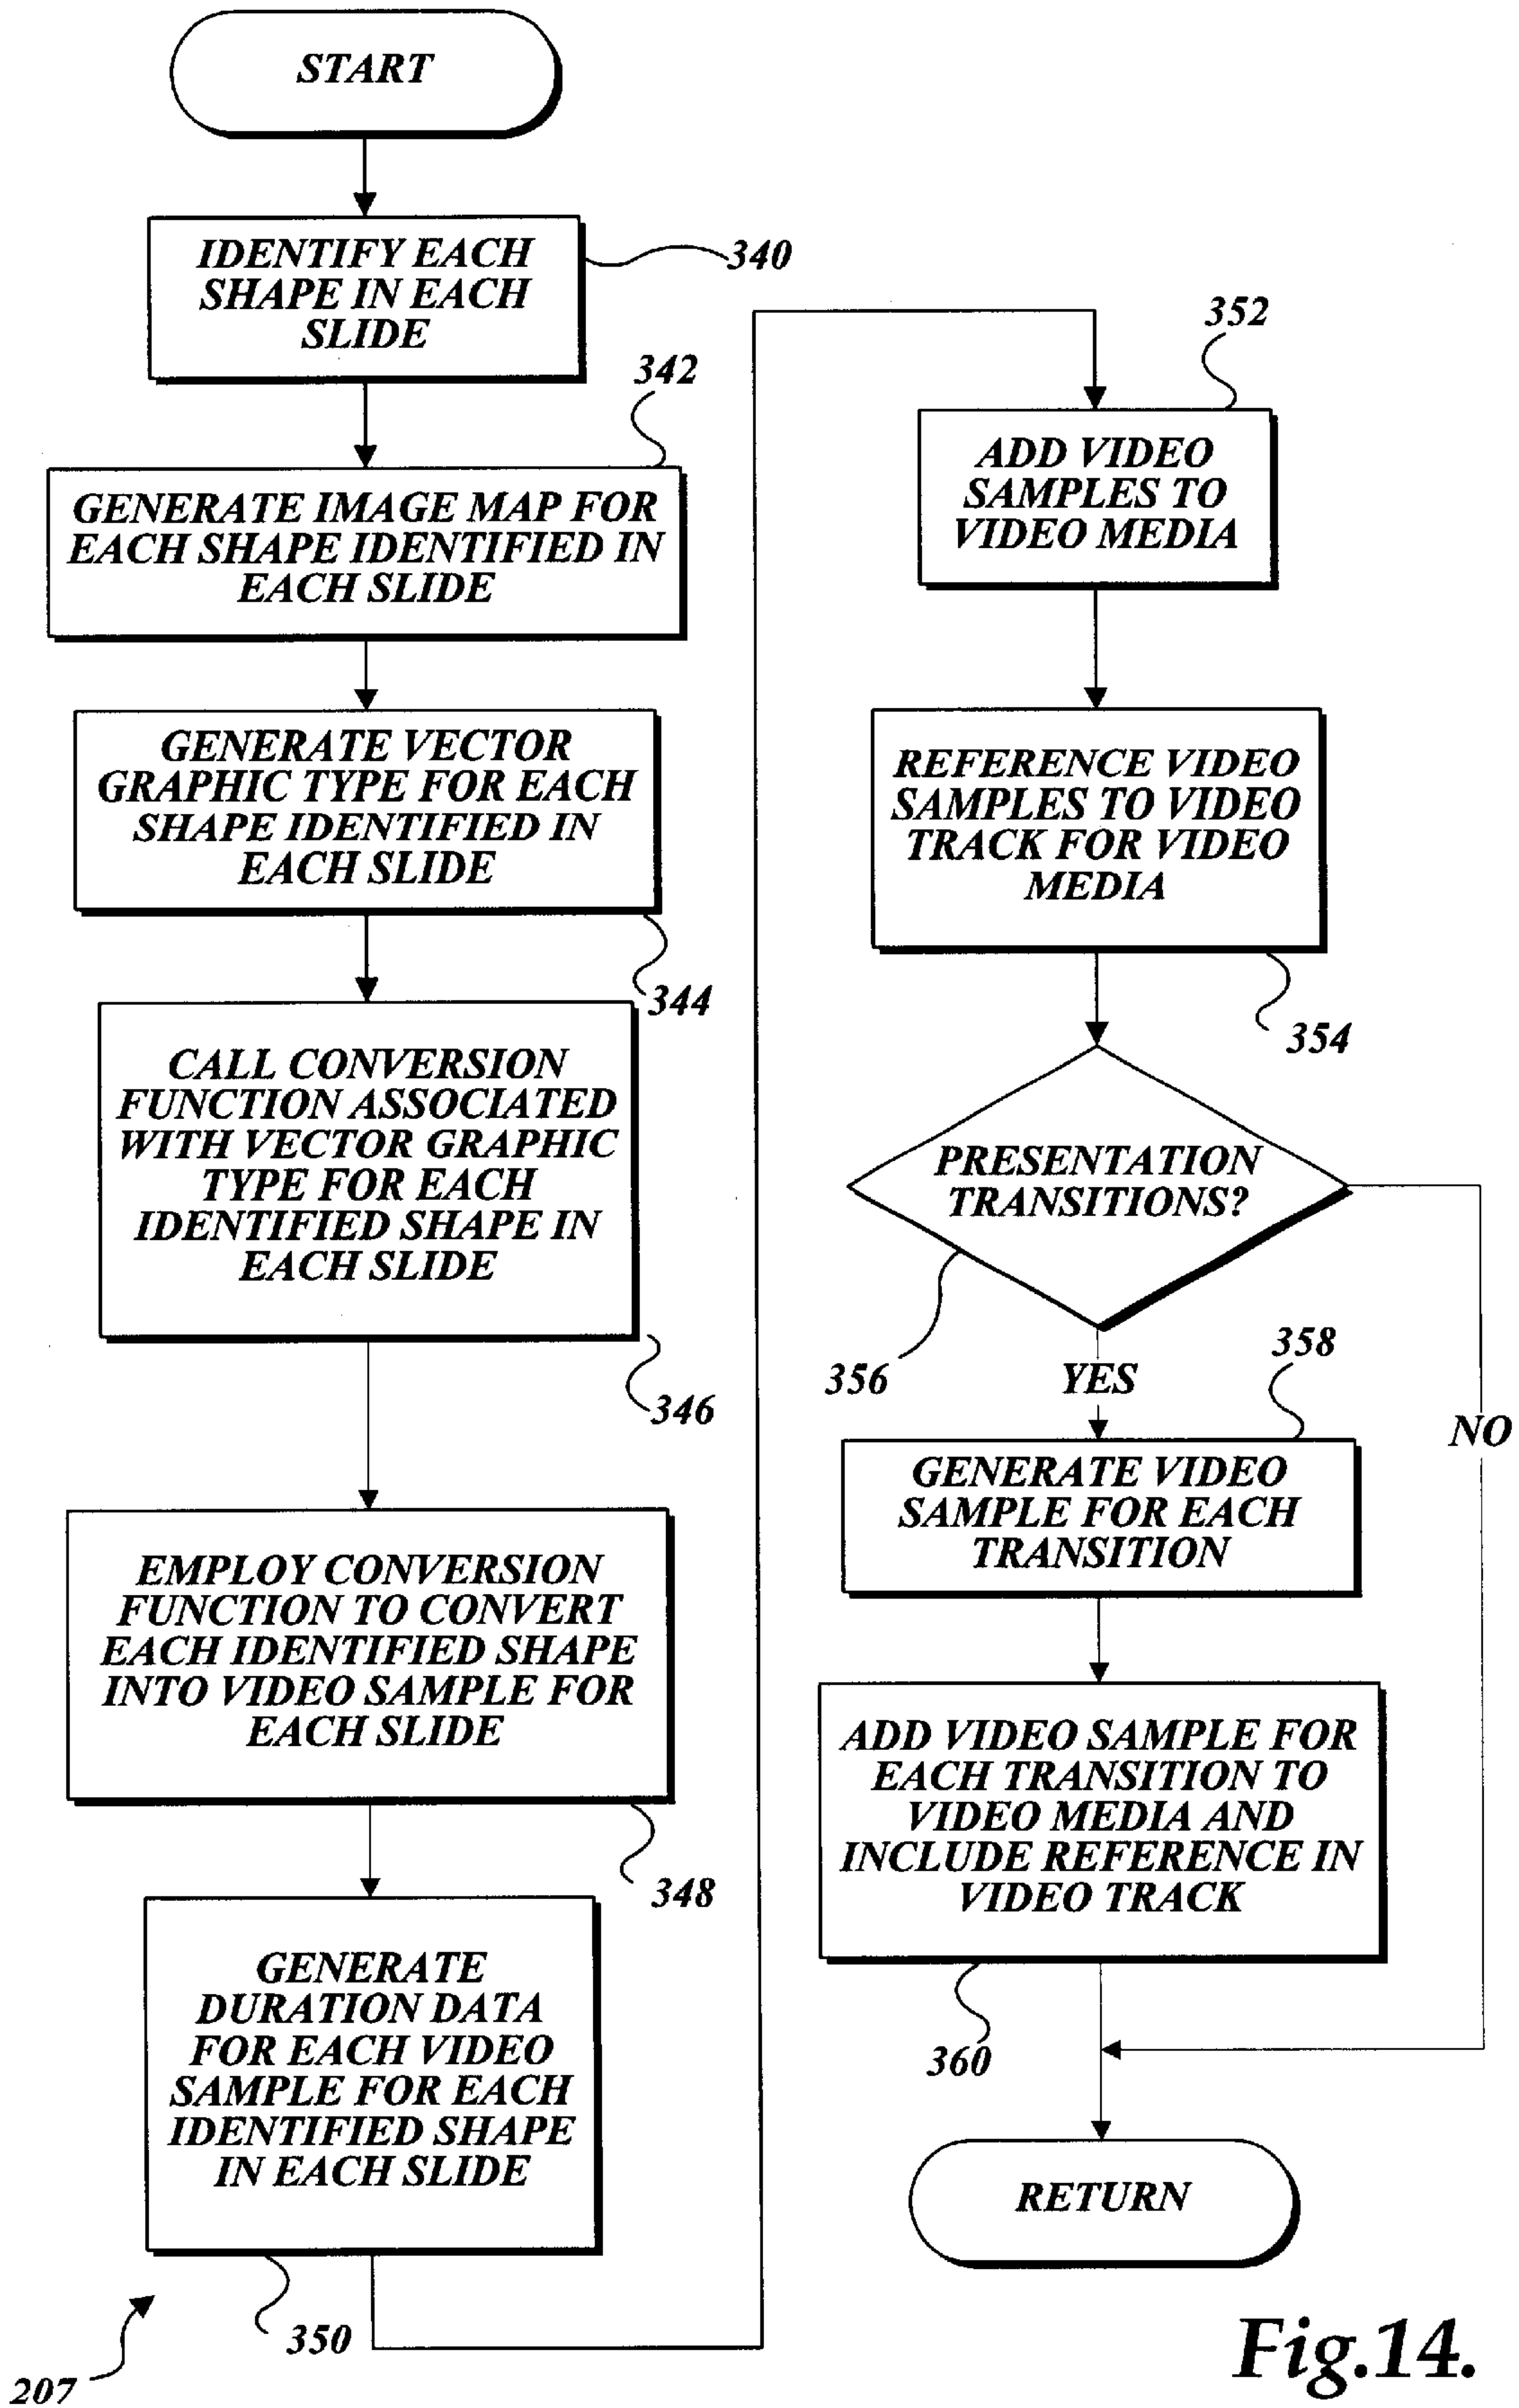 START
IDENTIFY EACH
SHAPE IN EACH
SLIDE
340
342
GENERATE IMAGE MAP FOR
EACH SHAPE IDENTIFIED IN
EACH SLIDE
GENERATE VECTOR
GRAPHIC TYPE FOR EACH
SHAPE IDENTIFIED IN
EACH SLIDE
344
CALL CONVERSION
FUNCTION ASSOCIATED
WITH VECTOR GRAPHIC
TYPE FOR EACH
IDENTIFIED SHAPE IN
EACH SLIDE
346
EMPLOY CONVERSION
FUNCTION TO CONVERT
EACH IDENTIFIED SHAPE
INTO VIDEO SAMPLE FOR
EACH SLIDE
348
GENERATE
DURATION DATA
FOR EACH VIDEO
SAMPLE FOR EACH
IDENTIFIED SHAPE
IN EACH SLIDE
350
207
352
ADD VIDEO
SAMPLES TO
VIDEO MEDIA
REFERENCE VIDEO
SAMPLES TO VIDEO
TRACK FOR VIDEO
MEDIA
354
PRESENTATION
TRANSITIONS?
356
YES
NO
358
GENERATE VIDEO
SAMPLE FOR EACH
TRANSITION
ADD VIDEO SAMPLE FOR
EACH TRANSITION TO
VIDEO MEDIA AND
INCLUDE REFERENCE IN
VIDEO TRACK
360
RETURN
Fig.14.